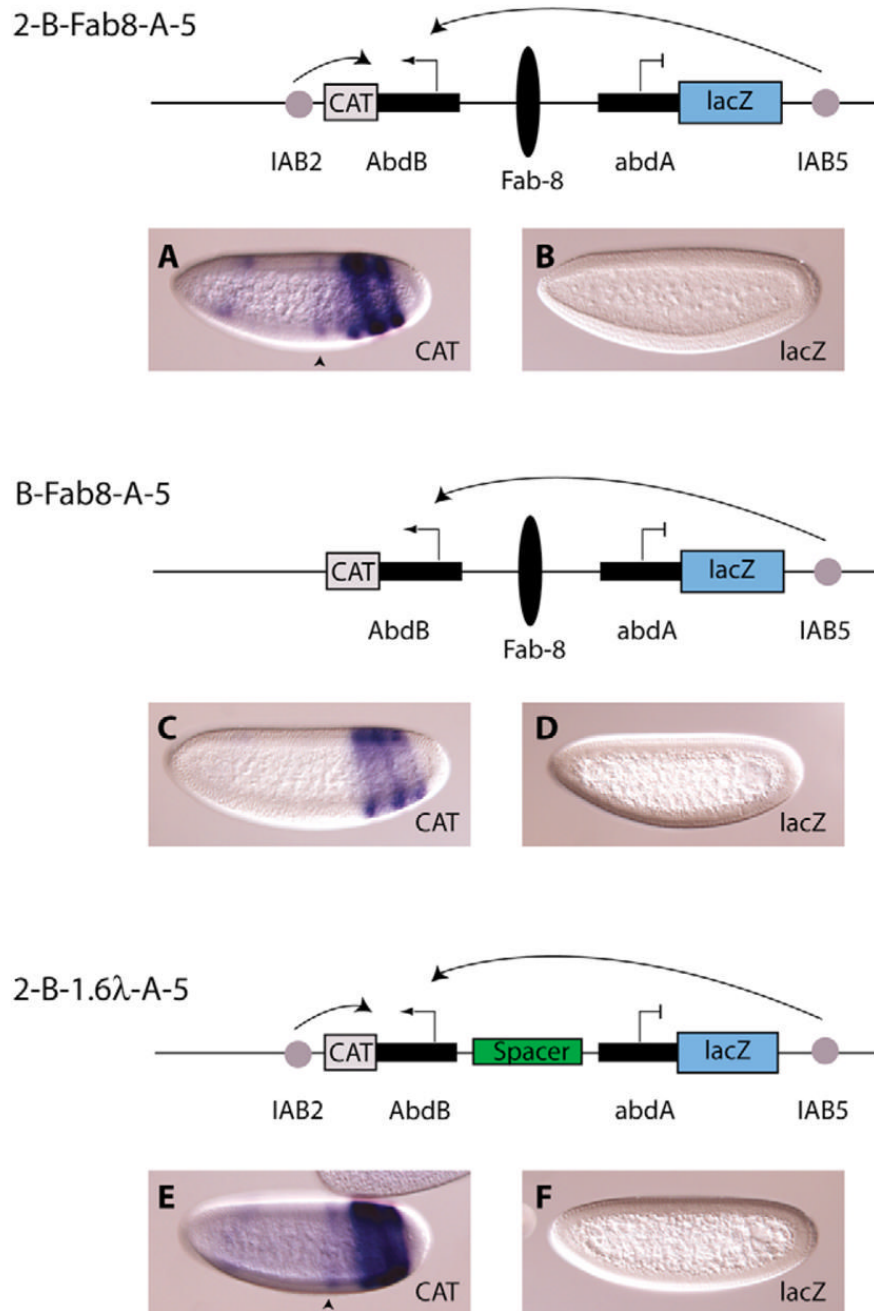 2-B-Fab8-A-5
CAT lacZ
IAB2 AbdB Fab-8 abdA IAB5
A CAT B lacZ
B-Fab8-A-5
CAT lacZ
AbdB Fab-8 abdA IAB5
C CAT D lacZ
2-B-1.6λ-A-5
CAT Spacer lacZ
IAB2 AbdB abdA IAB5
E CAT F lacZ